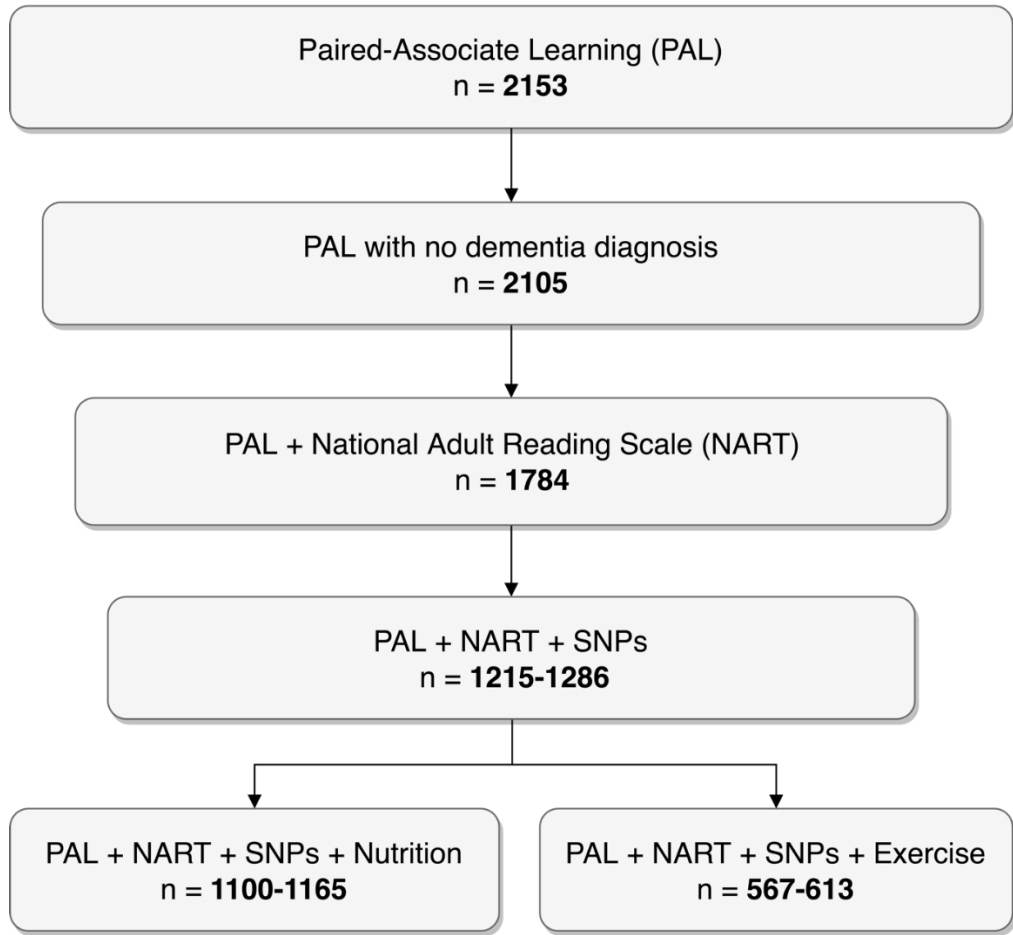 Paired-Associate Learning (PAL)
n = 2153
PAL with no dementia diagnosis
n = 2105
PAL + National Adult Reading Scale (NART)
n = 1784
PAL + NART + SNPs
n = 1215-1286
PAL + NART + SNPs + Nutrition
n = 1100-1165
PAL + NART + SNPs + Exercise
n = 567-613